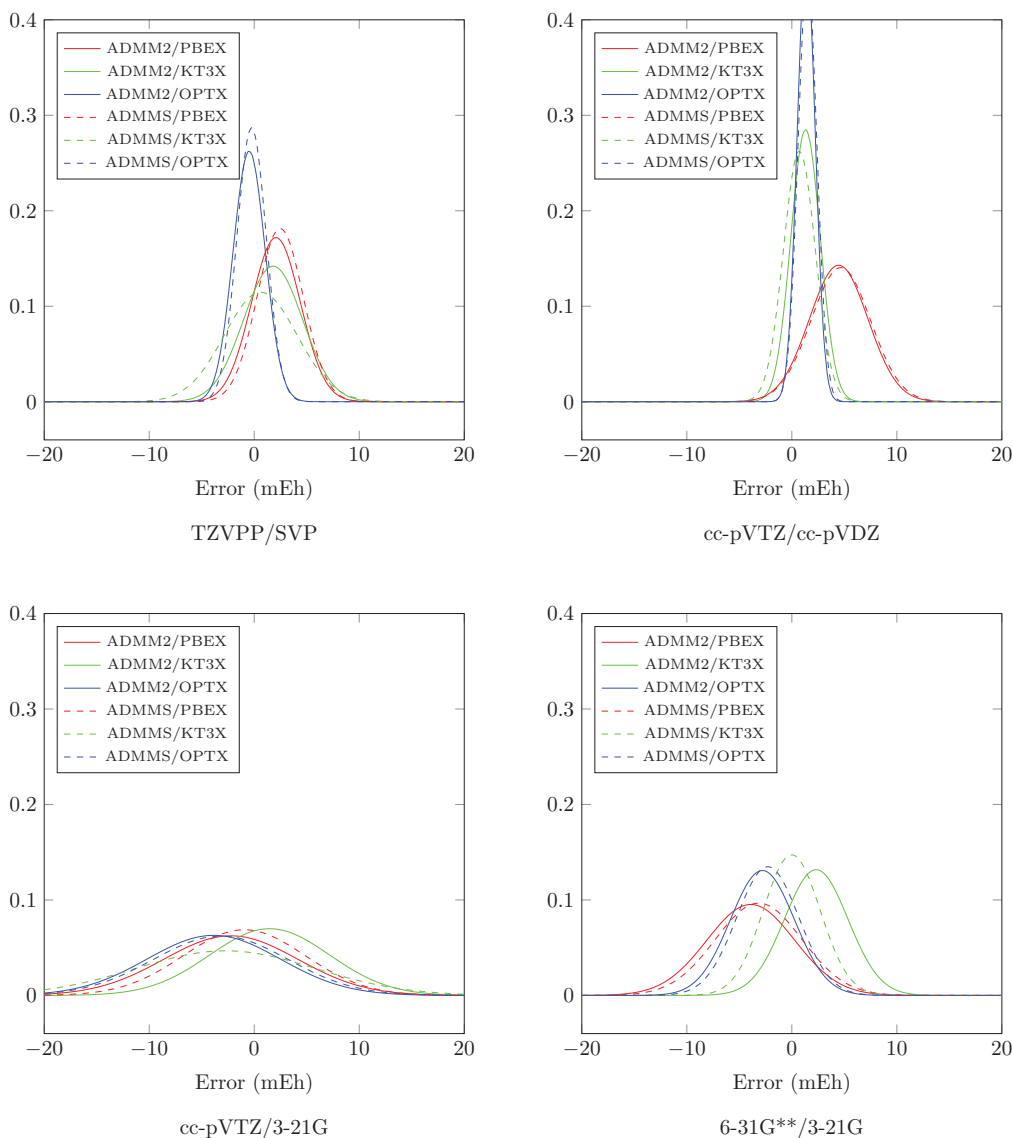 0.4
0.3
0.2
0.1
0
ADMM2/PBEX
ADMM2/KT3X
ADMM2/OPTX
ADMMS/PBEX
ADMMS/KT3X
ADMMS/OPTX
−20
−10
0
10
20
Error (mEh)
TZVPP/SVP
0.4
0.3
0.2
0.1
0
ADMM2/PBEX
ADMM2/KT3X
ADMM2/OPTX
ADMMS/PBEX
ADMMS/KT3X
ADMMS/OPTX
−20
−10
0
10
20
Error (mEh)
cc-pVTZ/cc-pVDZ
0.4
0.3
0.2
0.1
0
ADMM2/PBEX
ADMM2/KT3X
ADMM2/OPTX
ADMMS/PBEX
ADMMS/KT3X
ADMMS/OPTX
−20
−10
0
10
20
Error (mEh)
cc-pVTZ/3-21G
0.4
0.3
0.2
0.1
0
ADMM2/PBEX
ADMM2/KT3X
ADMM2/OPTX
ADMMS/PBEX
ADMMS/KT3X
ADMMS/OPTX
−20
−10
0
10
20
Error (mEh)
6-31G**/3-21G